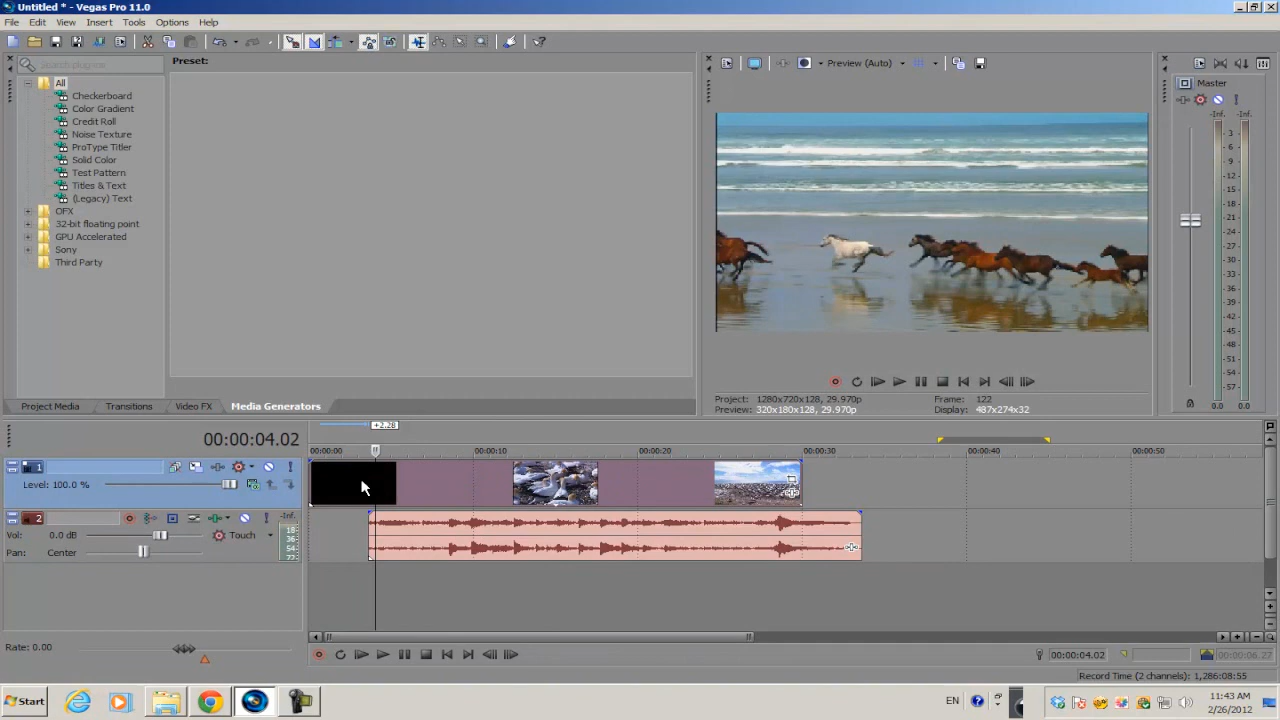 Untitled * - Vegas Pro 11.0
File Edit View Insert Tools Options Help
Search plug-ins
Preset:
All
Checkerboard
Color Gradient
Credit Roll
Noise Texture
ProType Titler
Solid Color
Test Pattern
Titles & Text
(Legacy) Text
OFX
32-bit floating point
GPU Accelerated
Sony
Third Party
Project Media Transitions Video FX Media Generators
Preview (Auto)
Project: 1280x720x128, 29.970p
Preview: 320x180x128, 29.970p
Frame: 122
Display: 487x274x32
Master
-Inf. -Inf.
3
6
9
12
15
18
21
24
27
30
33
36
39
42
45
48
51
54
57
0.0 0.0
00:00:04.02
+2.28
00:00:00 00:00:10 00:00:20 00:00:30 00:00:40 00:00:50
1
Level: 100.0 %
2
-Inf.
Vol: 0.0 dB Touch
Pan: Center
18
36
54
72
Rate: 0.00
00:00:04.02
00:00:06.27
Record Time (2 channels): 1,286:08:55
Start
EN
11:43 AM
2/26/2012